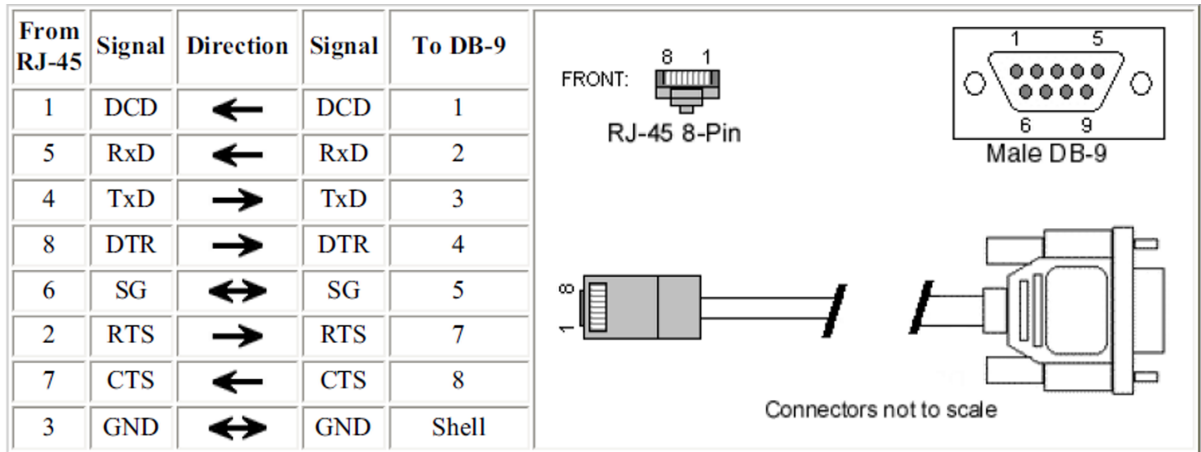 From RJ-45 Signal Direction Signal To DB-9
1 DCD DCD 1
5 RxD RxD 2
4 TxD TxD 3
8 DTR DTR 4
6 SG SG 5
2 RTS RTS 7
7 CTS CTS 8
3 GND GND Shell
8 1
FRONT:
RJ-45 8-Pin
1 5
6 9
Male DB-9
8
1
Connectors not to scale